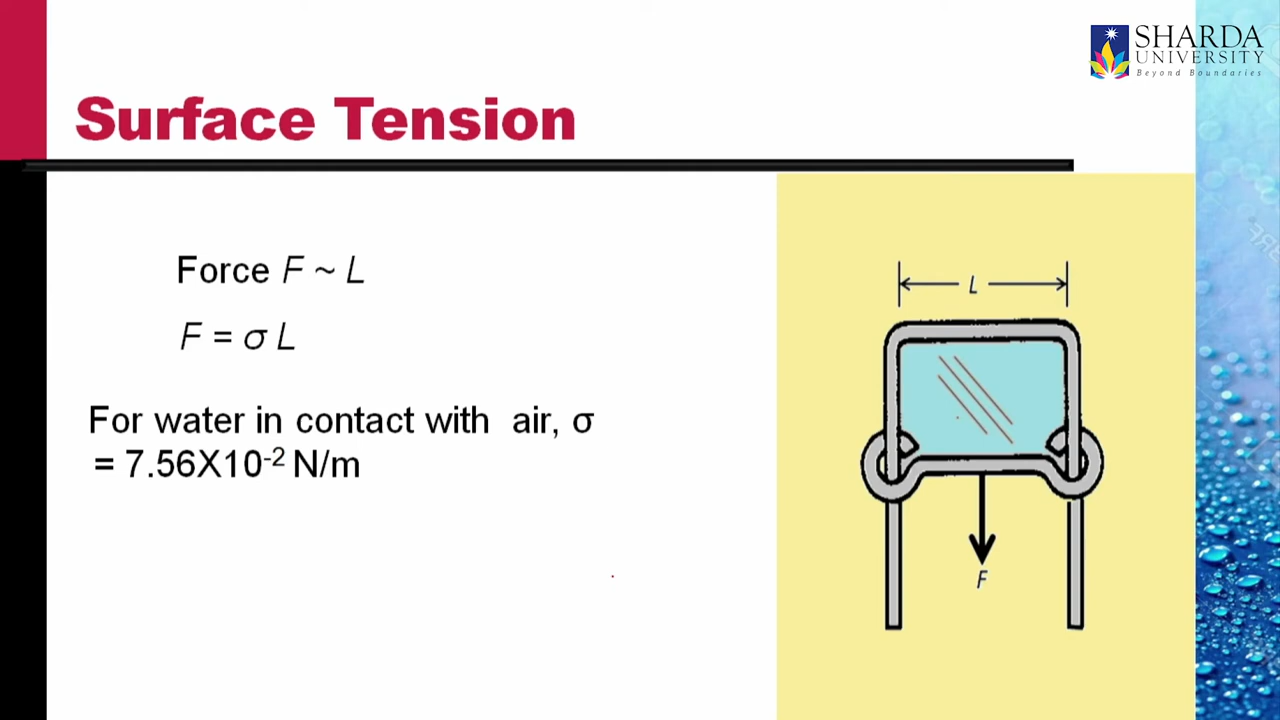 SHARDA
UNIVERSITY
Beyond Boundaries
Surface Tension
Force F ~ L
F = σ L
For water in contact with air, σ
= 7.56X10⁻² N/m
L
F